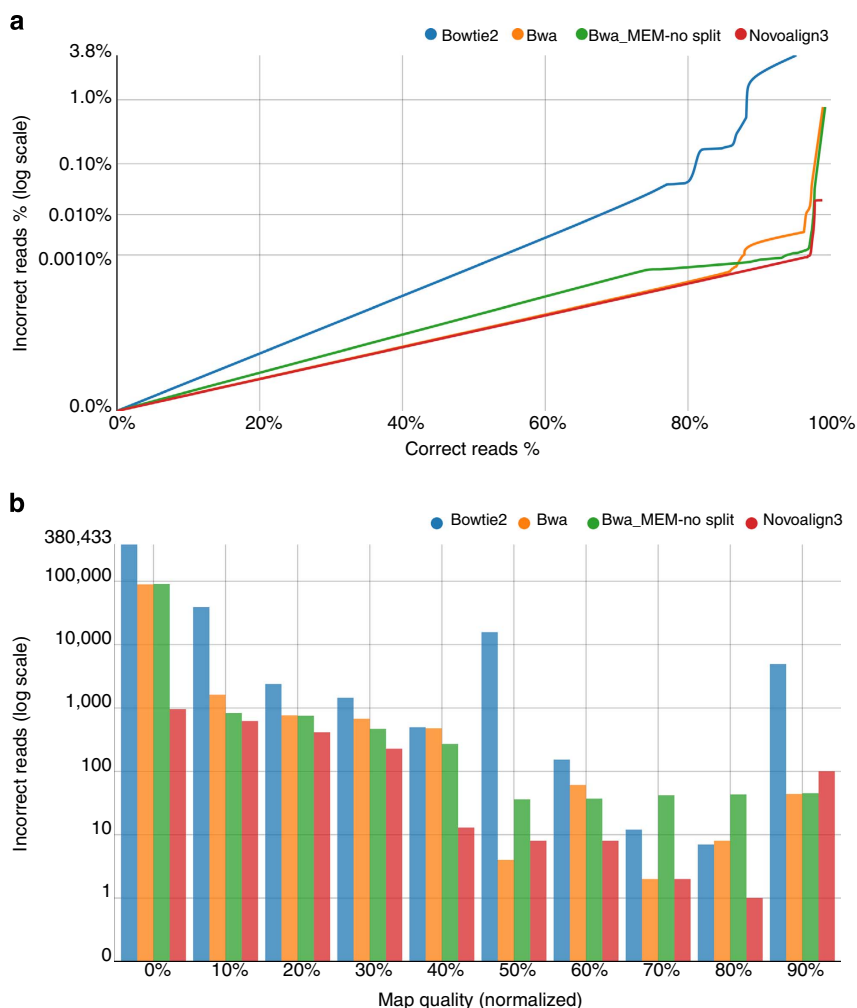 a
Bowtie2 Bwa Bwa_MEM-no split Novoalign3
3.8%
1.0%
0.10%
0.010%
0.0010%
0.0%
Incorrect reads % (log scale)
0% 20% 40% 60% 80% 100%
Correct reads %
b
Bowtie2 Bwa Bwa_MEM-no split Novoalign3
380,433
100,000
10,000
1,000
100
10
1
0
Incorrect reads (log scale)
0% 10% 20% 30% 40% 50% 60% 70% 80% 90%
Map quality (normalized)